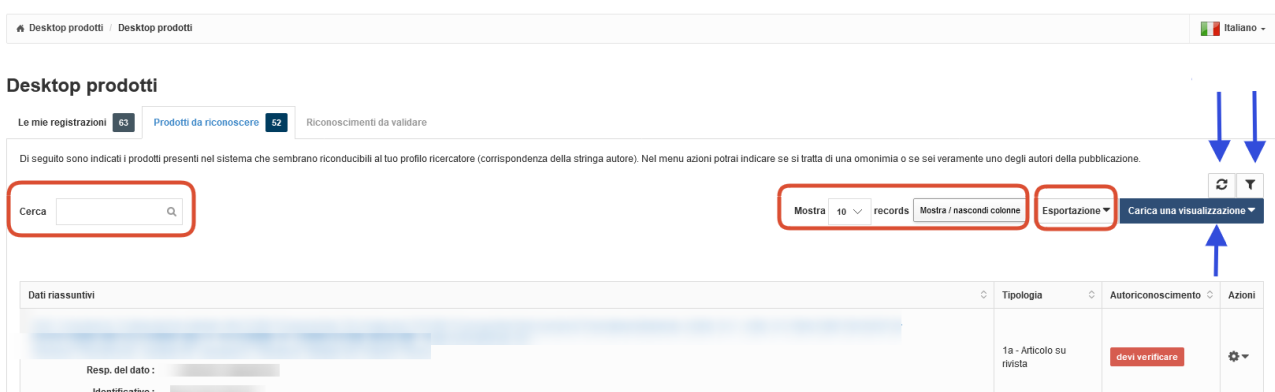 Desktop prodotti / Desktop prodotti
Italiano
Desktop prodotti
Le mie registrazioni 63 Prodotti da riconoscere 52 Riconoscimenti da validare
Di seguito sono indicati i prodotti presenti nel sistema che sembrano riconducibili al tuo profilo ricercatore (corrispondenza della stringa autore). Nel menu azioni potrai indicare se si tratta di una omonimia o se sei veramente uno degli autori della pubblicazione.
Cerca Mostra 10 records Mostra / nascondi colonne Esportazione Carica una visualizzazione
Dati riassuntivi Tipologia Autoriconoscimento Azioni
1a - Articolo su
rivista
devi verificare
Resp. del dato :
Identificativo :